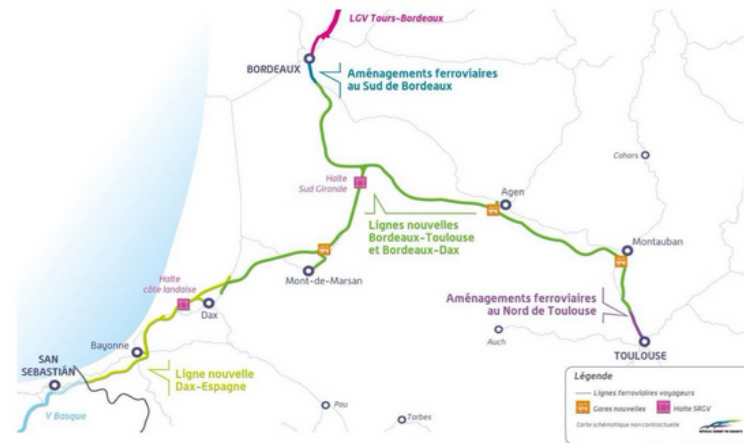 LGV Tours-Bordeaux
BORDEAUX
Aménagements ferroviaires
au Sud de Bordeaux
Cahors
Halte
Sud Gironde
Agen
Lignes nouvelles
Bordeaux-Toulouse
et Bordeaux-Dax
Montauban
Mont-de-Marsan
Halte
côte landaise
Dax
Aménagements ferroviaires
au Nord de Toulouse
Auch
TOULOUSE
Bayonne
SAN
SEBASTIÁN
Ligne nouvelle
Dax-Espagne
Y Basque
Pau
Tarbes
Légende
Lignes ferroviaires voyageurs
Gares nouvelles
Halte SRGV
Carte schématique non contractuelle